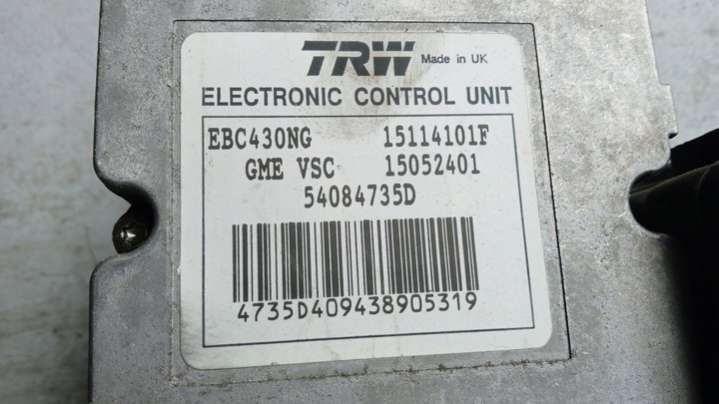 TRW Made in UK
ELECTRONIC CONTROL UNIT
EBC430NG 15114101F
GME VSC 15052401
54084735D
4735D409438905319